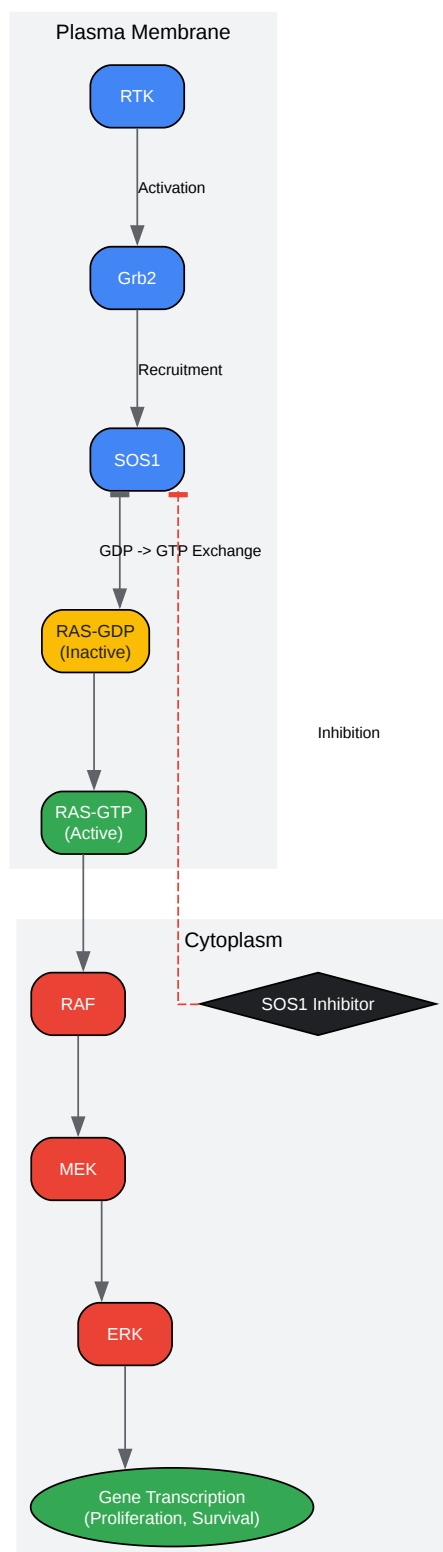 Plasma Membrane
RTK
Activation
Grb2
Recruitment
SOS1
GDP -> GTP Exchange
RAS-GDP
(Inactive)
Inhibition
RAS-GTP
(Active)
Cytoplasm
RAF
SOS1 Inhibitor
MEK
ERK
Gene Transcription
(Proliferation, Survival)